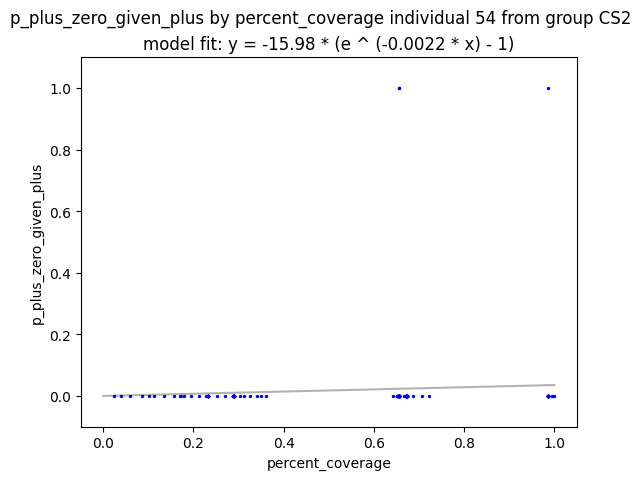 p_plus_zero_given_plus by percent_coverage individual 54 from group CS2
model fit: y = -15.98 * (e ^ (-0.0022 * x) - 1)
1.0
0.8
0.6
0.4
0.2
0.0
p_plus_zero_given_plus
0.0 0.2 0.4 0.6 0.8 1.0
percent_coverage